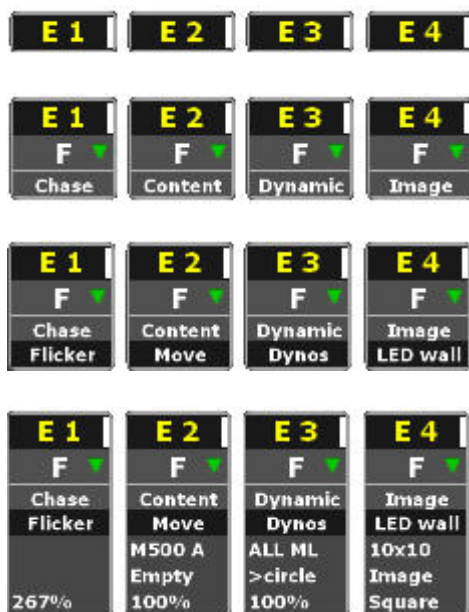 E 1 E 2 E 3 E 4
E 1 E 2 E 3 E 4
F F F F
Chase Content Dynamic Image
E 1 E 2 E 3 E 4
F F F F
Chase Content Dynamic Image
Flicker Move Dynos LED wall
E 1 E 2 E 3 E 4
F F F F
Chase Content Dynamic Image
Flicker Move Dynos LED wall
M500 A ALL ML 10x10
Empty >circle Image
267% 100% 100% Square